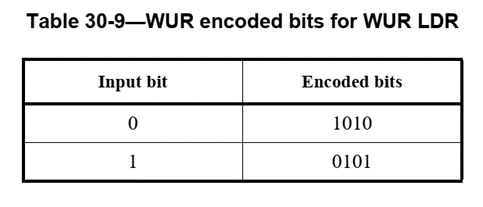 Table 30-9—WUR encoded bits for WUR LDR
Input bit Encoded bits
0 1010
1 0101